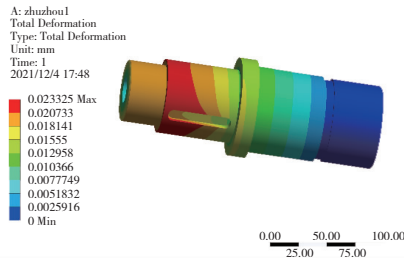 A: zhuzhou1
Total Deformation
Type: Total Deformation
Unit: mm
Time: 1
2021/12/4 17:48
0.023325 Max
0.020733
0.018141
0.01555
0.012958
0.010366
0.0077749
0.0051832
0.0025916
0 Min
0.00 50.00 100.00
25.00 75.00